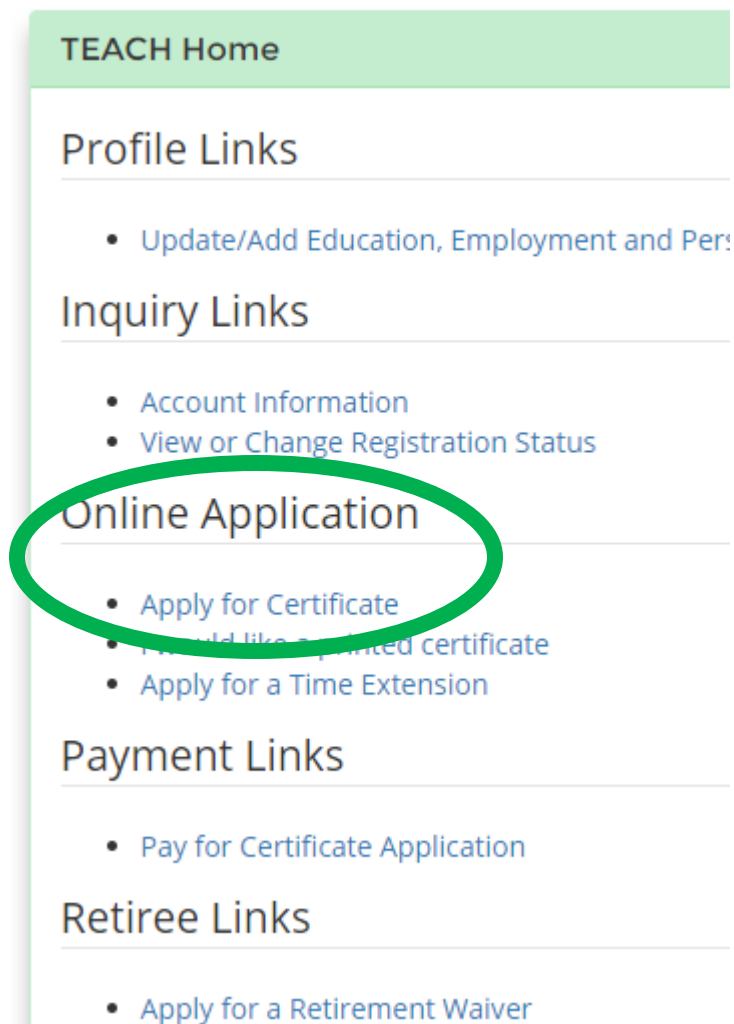 TEACH Home
Profile Links
Update/Add Education, Employment and Pers
Inquiry Links
Account Information
View or Change Registration Status
Online Application
Apply for Certificate
I would like a printed certificate
Apply for a Time Extension
Payment Links
Pay for Certificate Application
Retiree Links
Apply for a Retirement Waiver